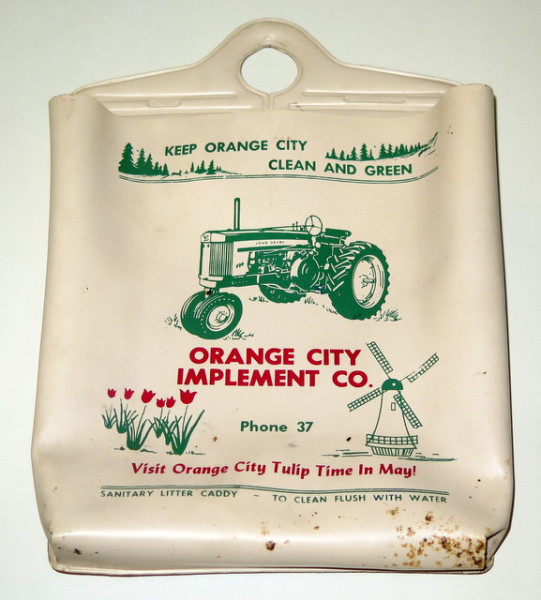 KEEP ORANGE CITY
CLEAN AND GREEN
JOHN DEERE
ORANGE CITY
IMPLEMENT CO.
Phone 37
Visit Orange City Tulip Time In May!
SANITARY LITTER CADDY - TO CLEAN FLUSH WITH WATER